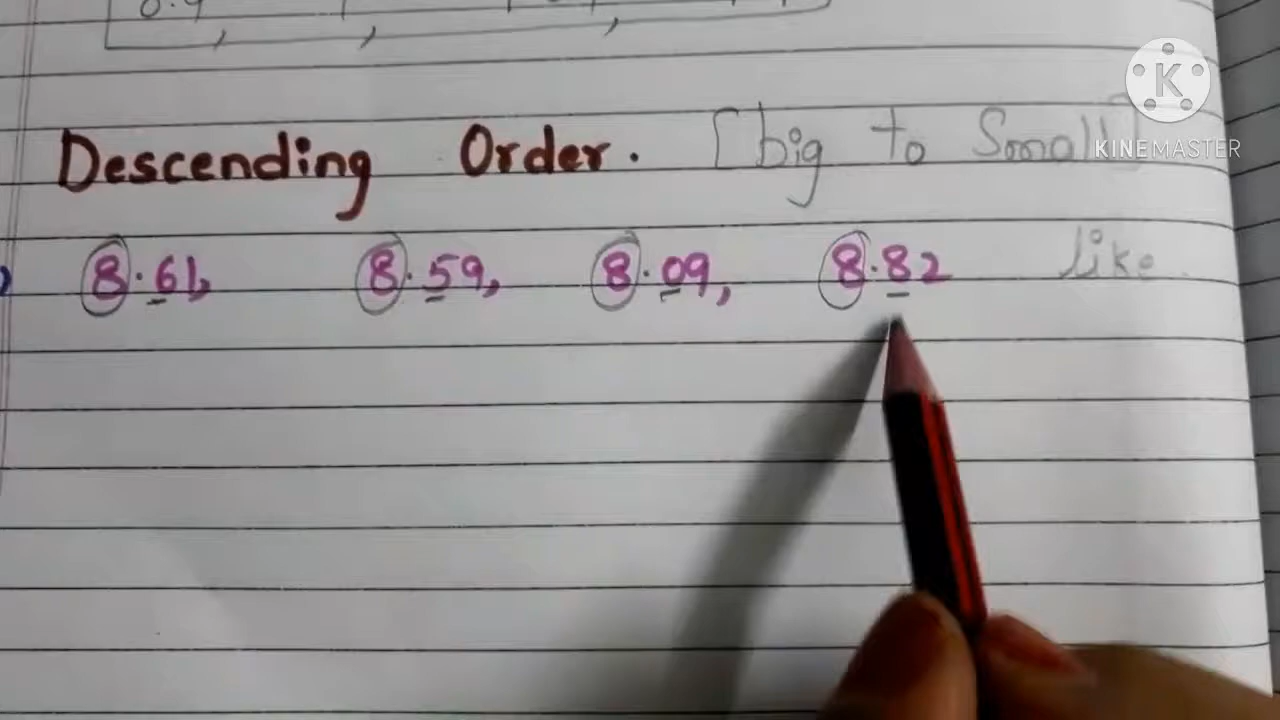 Descending Order. [big to Small]
8.61, 8.59, 8.09, 8.82 like.
K
KINEMASTER